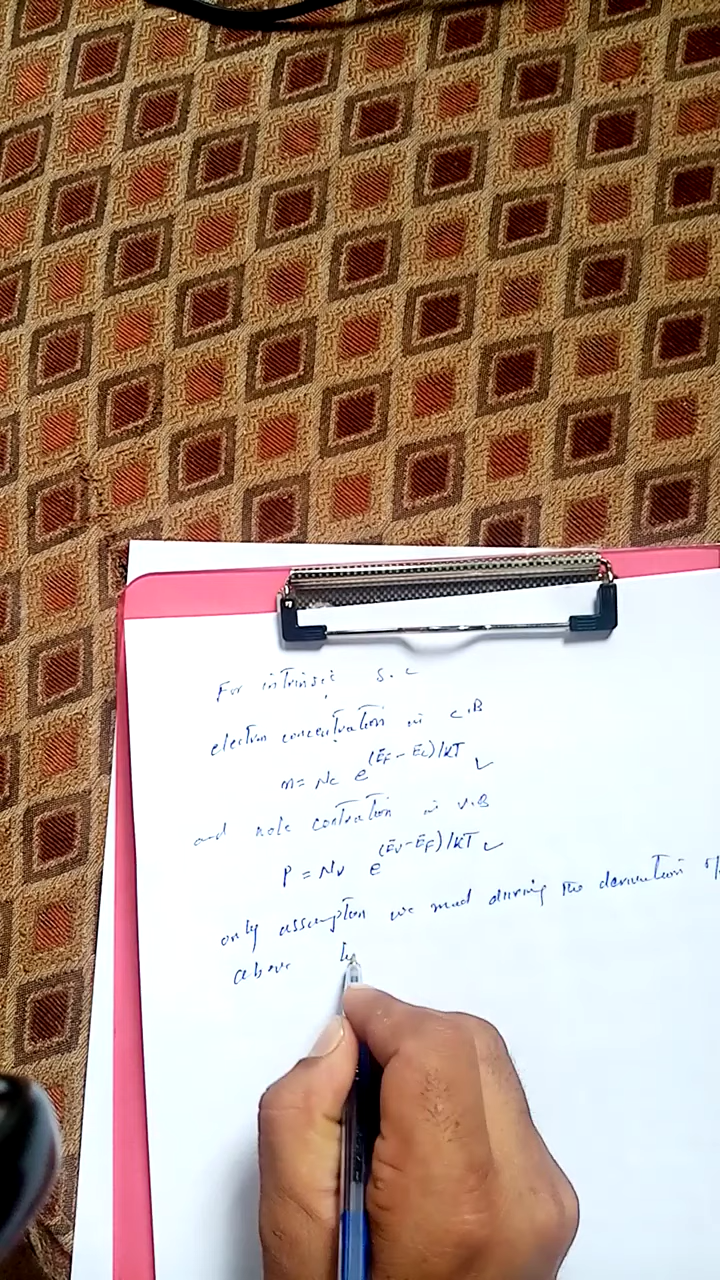 For intrinsic S.C
electron concentration in C.B
n = Nc e^(EF - Ec)/kT ✓
and hole contration in V.B
P = Nv e^(Ev - EF)/kT ✓
only assumption we mad during the derivation of
above